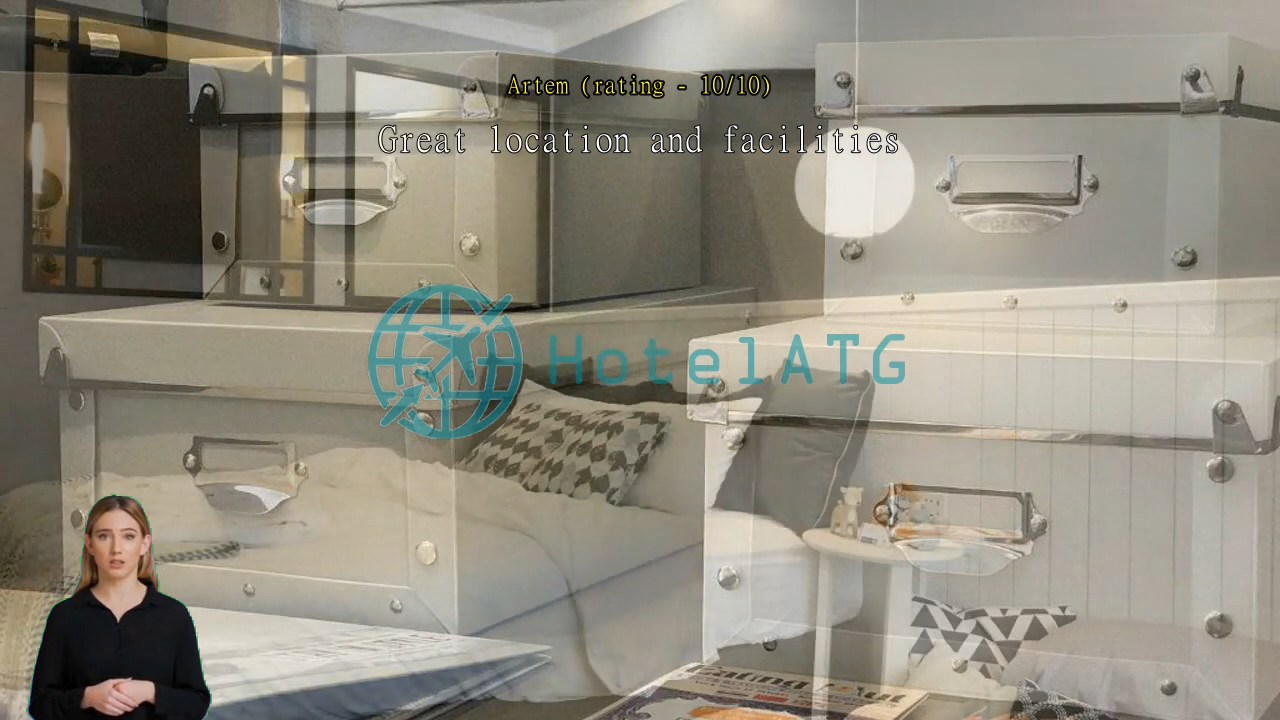 Artem (rating - 10/10)
Great location and facilities
HotelATG